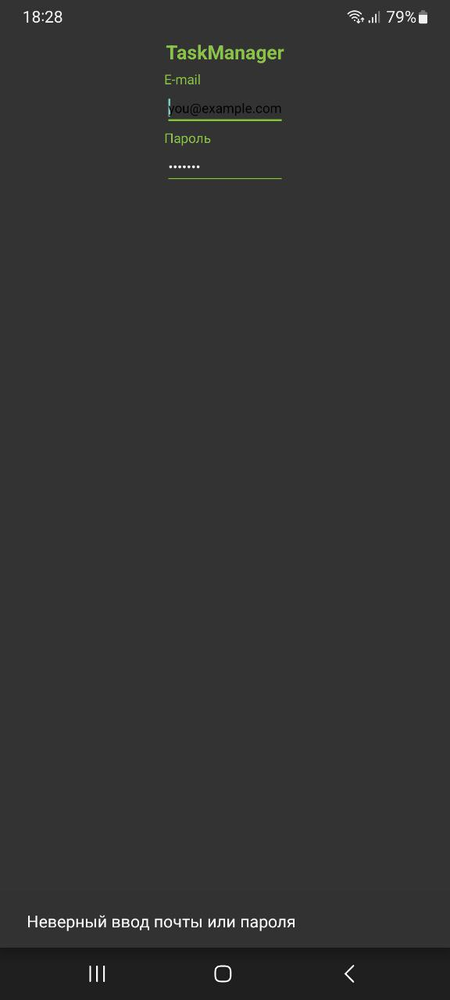 18:28
79%
TaskManager
E-mail
you@example.com
Пароль
•••••••
Неверный ввод почты или пароля